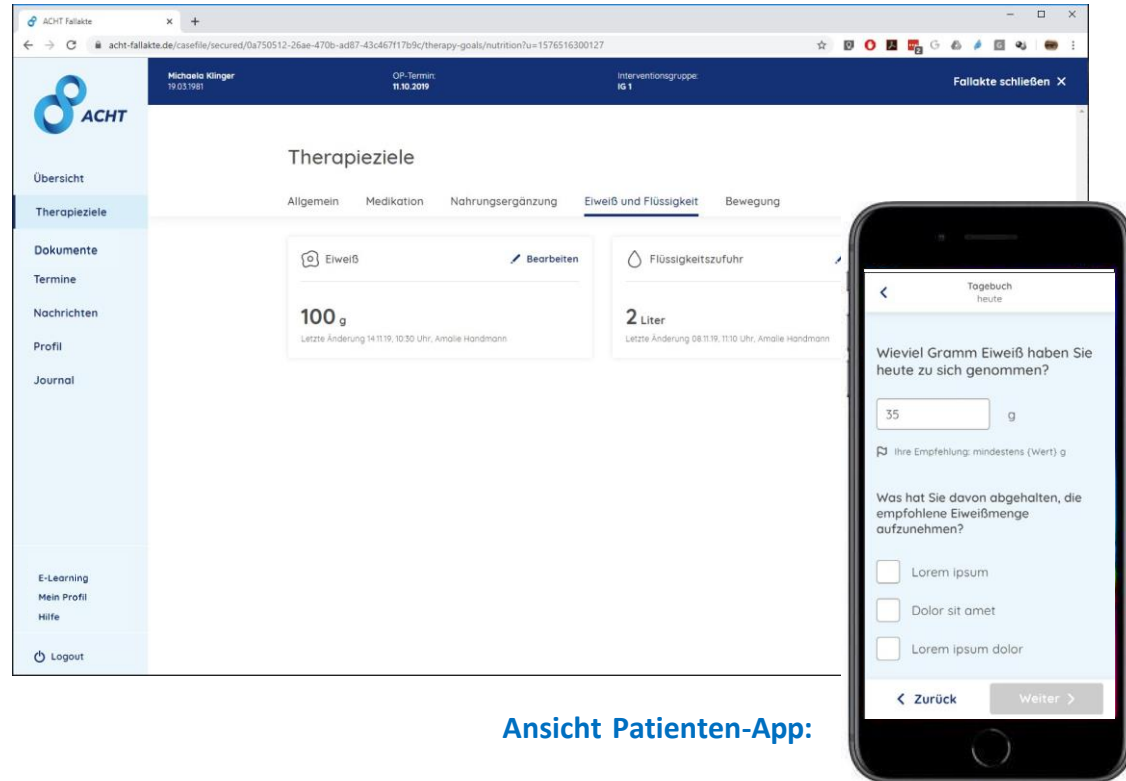 ACHT Fallakte
acht-fallakte.de/casefile/secured/0a750512-26ae-470b-ad87-43c467f17b9c/therapy-goals/nutrition?u=1576516300127
ACHT
Michaela Klinger
19.03.1981
OP-Termin:
11.10.2019
Interventionsgruppe:
IG 1
Fallakte schließen X
Übersicht
Therapieziele
Dokumente
Termine
Nachrichten
Profil
Journal
E-Learning
Mein Profil
Hilfe
Logout
Therapieziele
Allgemein Medikation Nahrungsergänzung Eiweiß und Flüssigkeit Bewegung
Eiweiß Bearbeiten
100 g
Letzte Änderung 14.11.19, 10:30 Uhr, Amalie Handmann
Flüssigkeitszufuhr
2 Liter
Letzte Änderung 08.11.19, 11:10 Uhr, Amalie Handmann
Tagebuch
heute
Wieviel Gramm Eiweiß haben Sie
heute zu sich genommen?
35 g
Ihre Empfehlung: mindestens {Wert} g
Was hat Sie davon abgehalten, die
empfohlene Eiweißmenge
aufzunehmen?
Lorem ipsum
Dolor sit amet
Lorem ipsum dolor
< Zurück Weiter >
Ansicht Patienten-App: